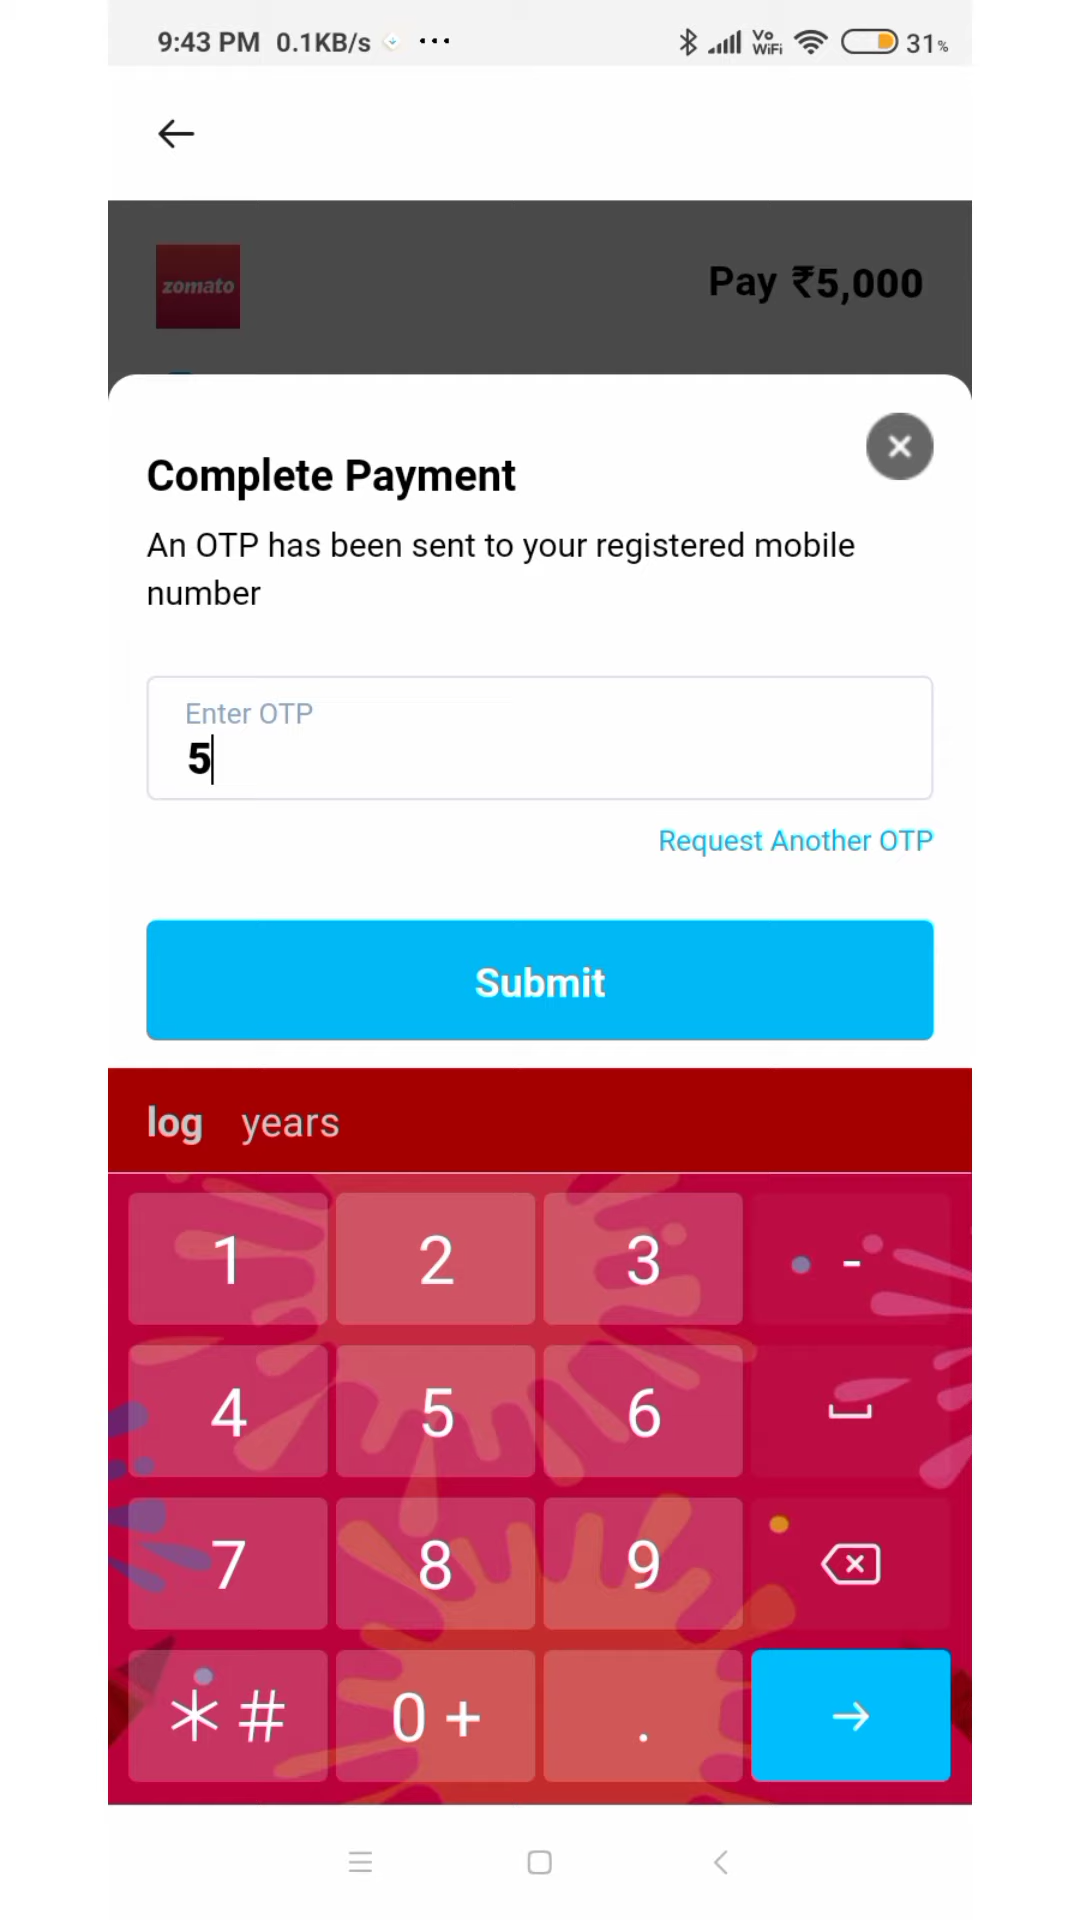 9:43 PM 0.1KB/s ... Vo WiFi 31%
zomato
Pay ₹5,000
Complete Payment
An OTP has been sent to your registered mobile
number
Enter OTP
5
Request Another OTP
Submit
log years
1 2 3 -
4 5 6
7 8 9
*# 0 + .